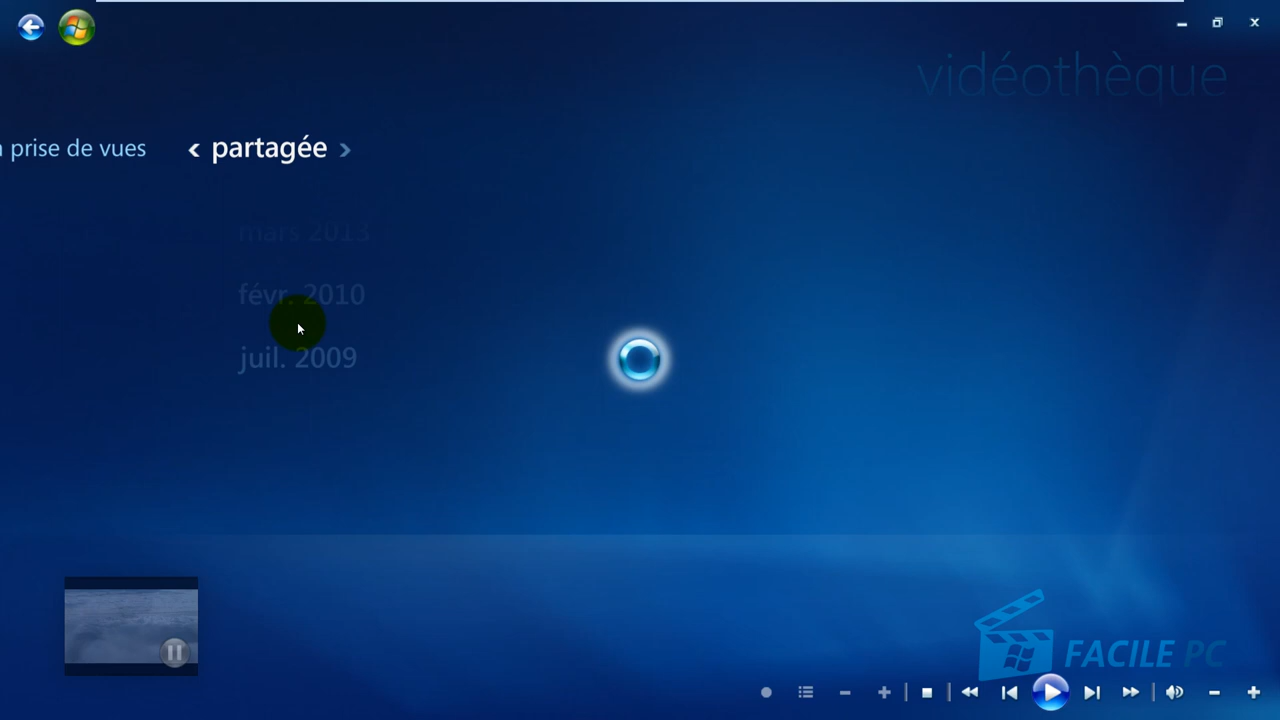 vidéothèque
prise de vues
partagée
mars 2013
févr. 2010
juil. 2009
FACILE PC